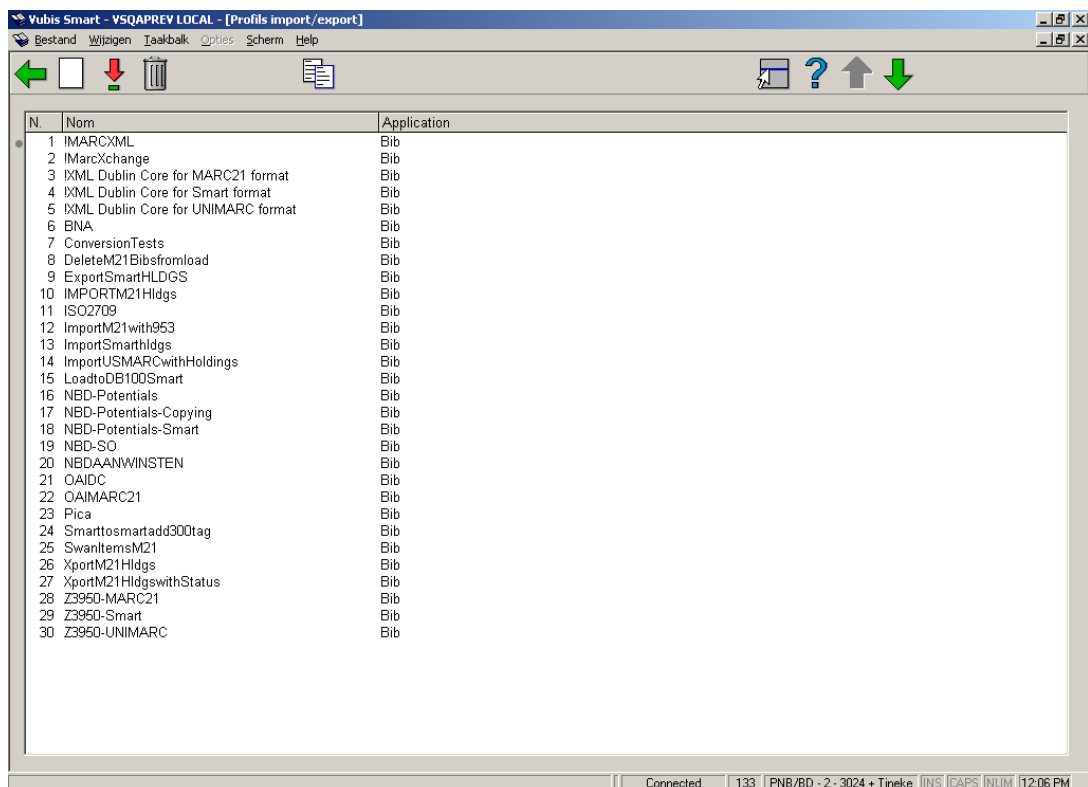 Vubis Smart - VSQAPREV LOCAL - [Profils import/export]
Bestand Wijzigen Taakbalk Opties Scherm Help
N. Nom Application
1 !MARCXML Bib
2 !MarcXchange Bib
3 !XML Dublin Core for MARC21 format Bib
4 !XML Dublin Core for Smart format Bib
5 !XML Dublin Core for UNIMARC format Bib
6 BNA Bib
7 ConversionTests Bib
8 DeleteM21Bibsfromload Bib
9 ExportSmartHLDGS Bib
10 IMPORTM21Hldgs Bib
11 ISO2709 Bib
12 ImportM21with953 Bib
13 ImportSmarthldgs Bib
14 ImportUSMARCwithHoldings Bib
15 LoadtoDB100Smart Bib
16 NBD-Potentials Bib
17 NBD-Potentials-Copying Bib
18 NBD-Potentials-Smart Bib
19 NBD-SO Bib
20 NBDAANWINSTEN Bib
21 OAIDC Bib
22 OAIMARC21 Bib
23 Pica Bib
24 Smarttosmartadd300tag Bib
25 SwanItemsM21 Bib
26 XportM21Hldgs Bib
27 XportM21HldgswithStatus Bib
28 Z3950-MARC21 Bib
29 Z3950-Smart Bib
30 Z3950-UNIMARC Bib
Connected 133 PNB/BD - 2 - 3024 + Tineke INS CAPS NUM 12:06 PM